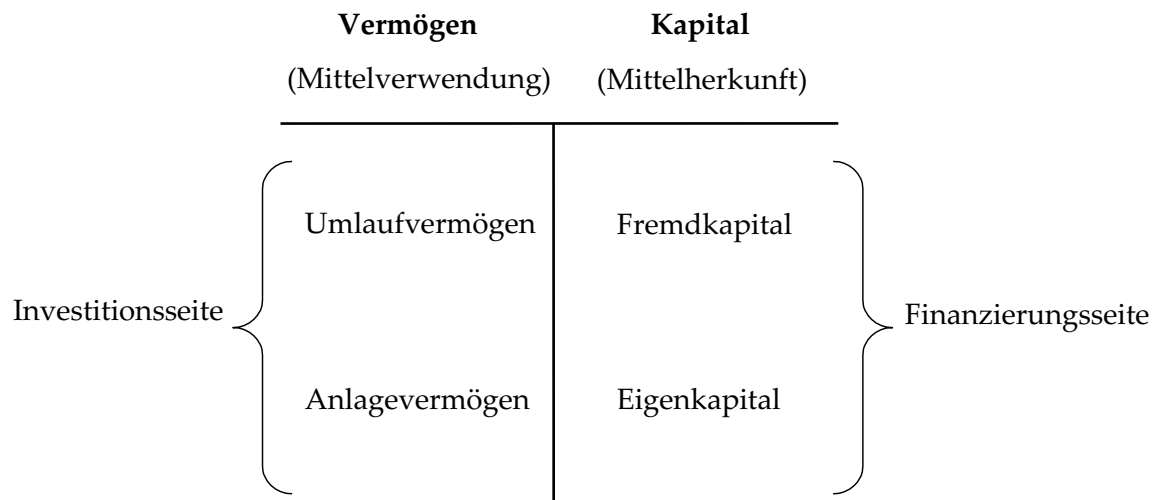 Vermögen Kapital
(Mittelverwendung) (Mittelherkunft)
Umlaufvermögen Fremdkapital
Investitionsseite Finanzierungsseite
Anlagevermögen Eigenkapital